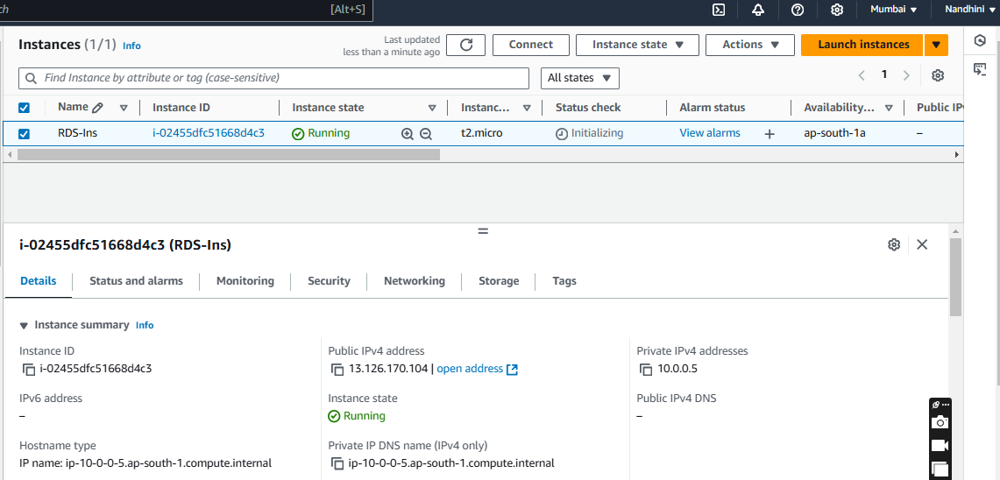 ch [Alt+S] Mumbai Nandhini
Instances (1/1) Info Last updated less than a minute ago Connect Instance state Actions Launch instances
Find Instance by attribute or tag (case-sensitive) All states 1
Name Instance ID Instance state Instanc... Status check Alarm status Availability... Public IP
RDS-Ins i-02455dfc51668d4c3 Running t2.micro Initializing View alarms + ap-south-1a –
i-02455dfc51668d4c3 (RDS-Ins)
Details Status and alarms Monitoring Security Networking Storage Tags
Instance summary Info
Instance ID Public IPv4 address Private IPv4 addresses
i-02455dfc51668d4c3 13.126.170.104 | open address 10.0.0.5
IPv6 address Instance state Public IPv4 DNS
– Running –
Hostname type Private IP DNS name (IPv4 only)
IP name: ip-10-0-0-5.ap-south-1.compute.internal ip-10-0-0-5.ap-south-1.compute.internal